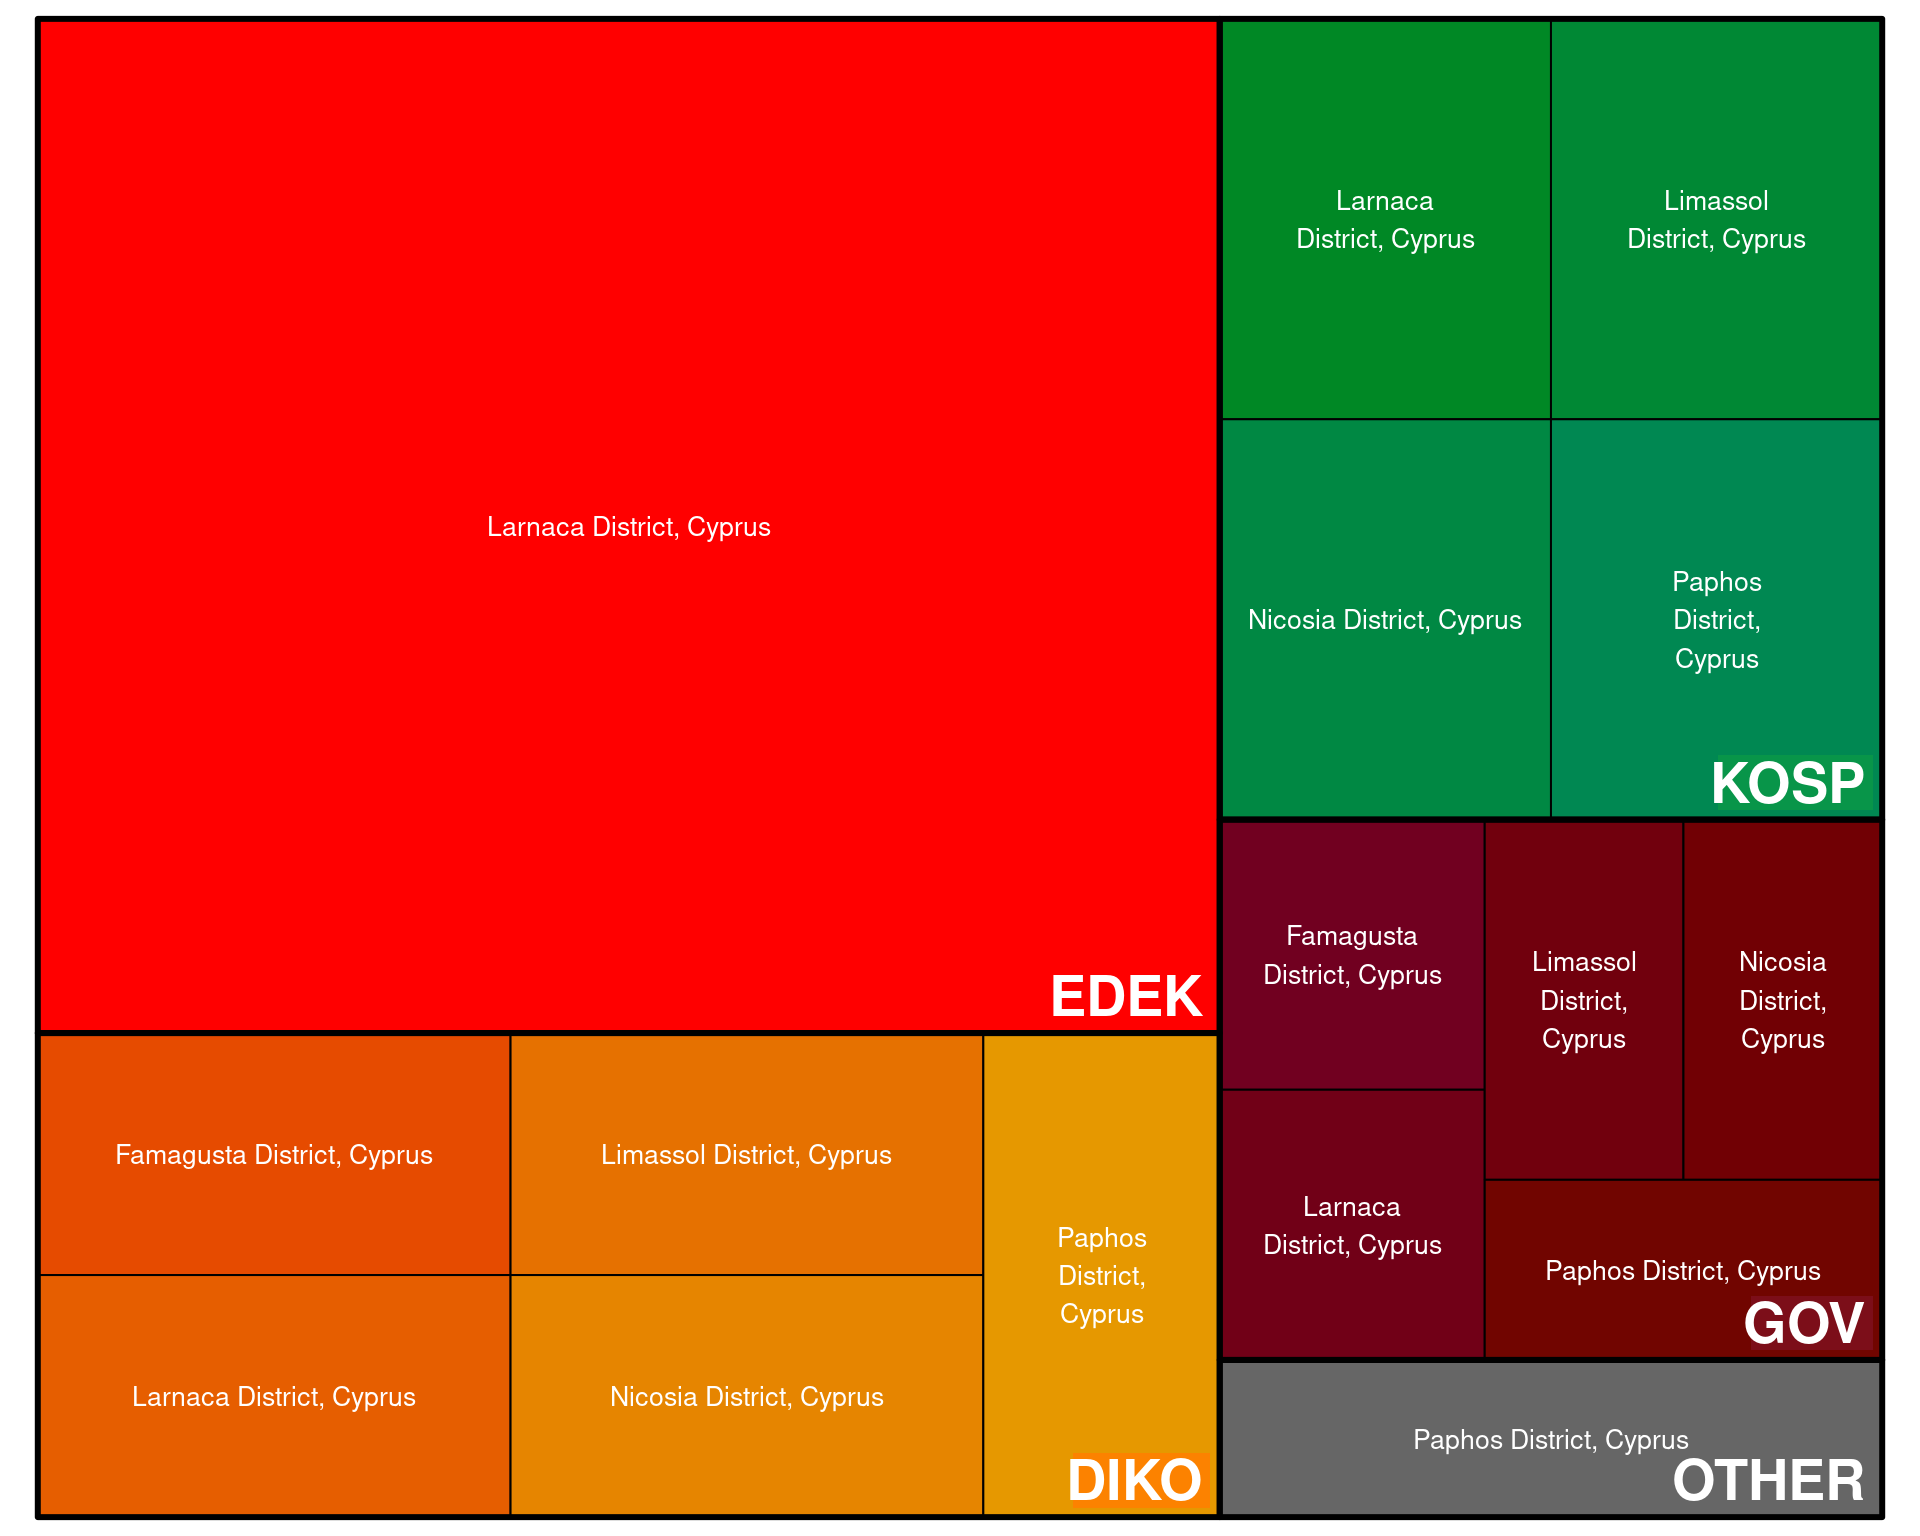 Larnaca District, Cyprus
EDEK
Famagusta District, Cyprus
Larnaca District, Cyprus
Limassol District, Cyprus
Nicosia District, Cyprus
Paphos
District,
Cyprus
DIKO
Larnaca
District, Cyprus
Limassol
District, Cyprus
Nicosia District, Cyprus
Paphos
District,
Cyprus
KOSP
Famagusta
District, Cyprus
Larnaca
District, Cyprus
Limassol
District,
Cyprus
Nicosia
District,
Cyprus
Paphos District, Cyprus
GOV
Paphos District, Cyprus
OTHER